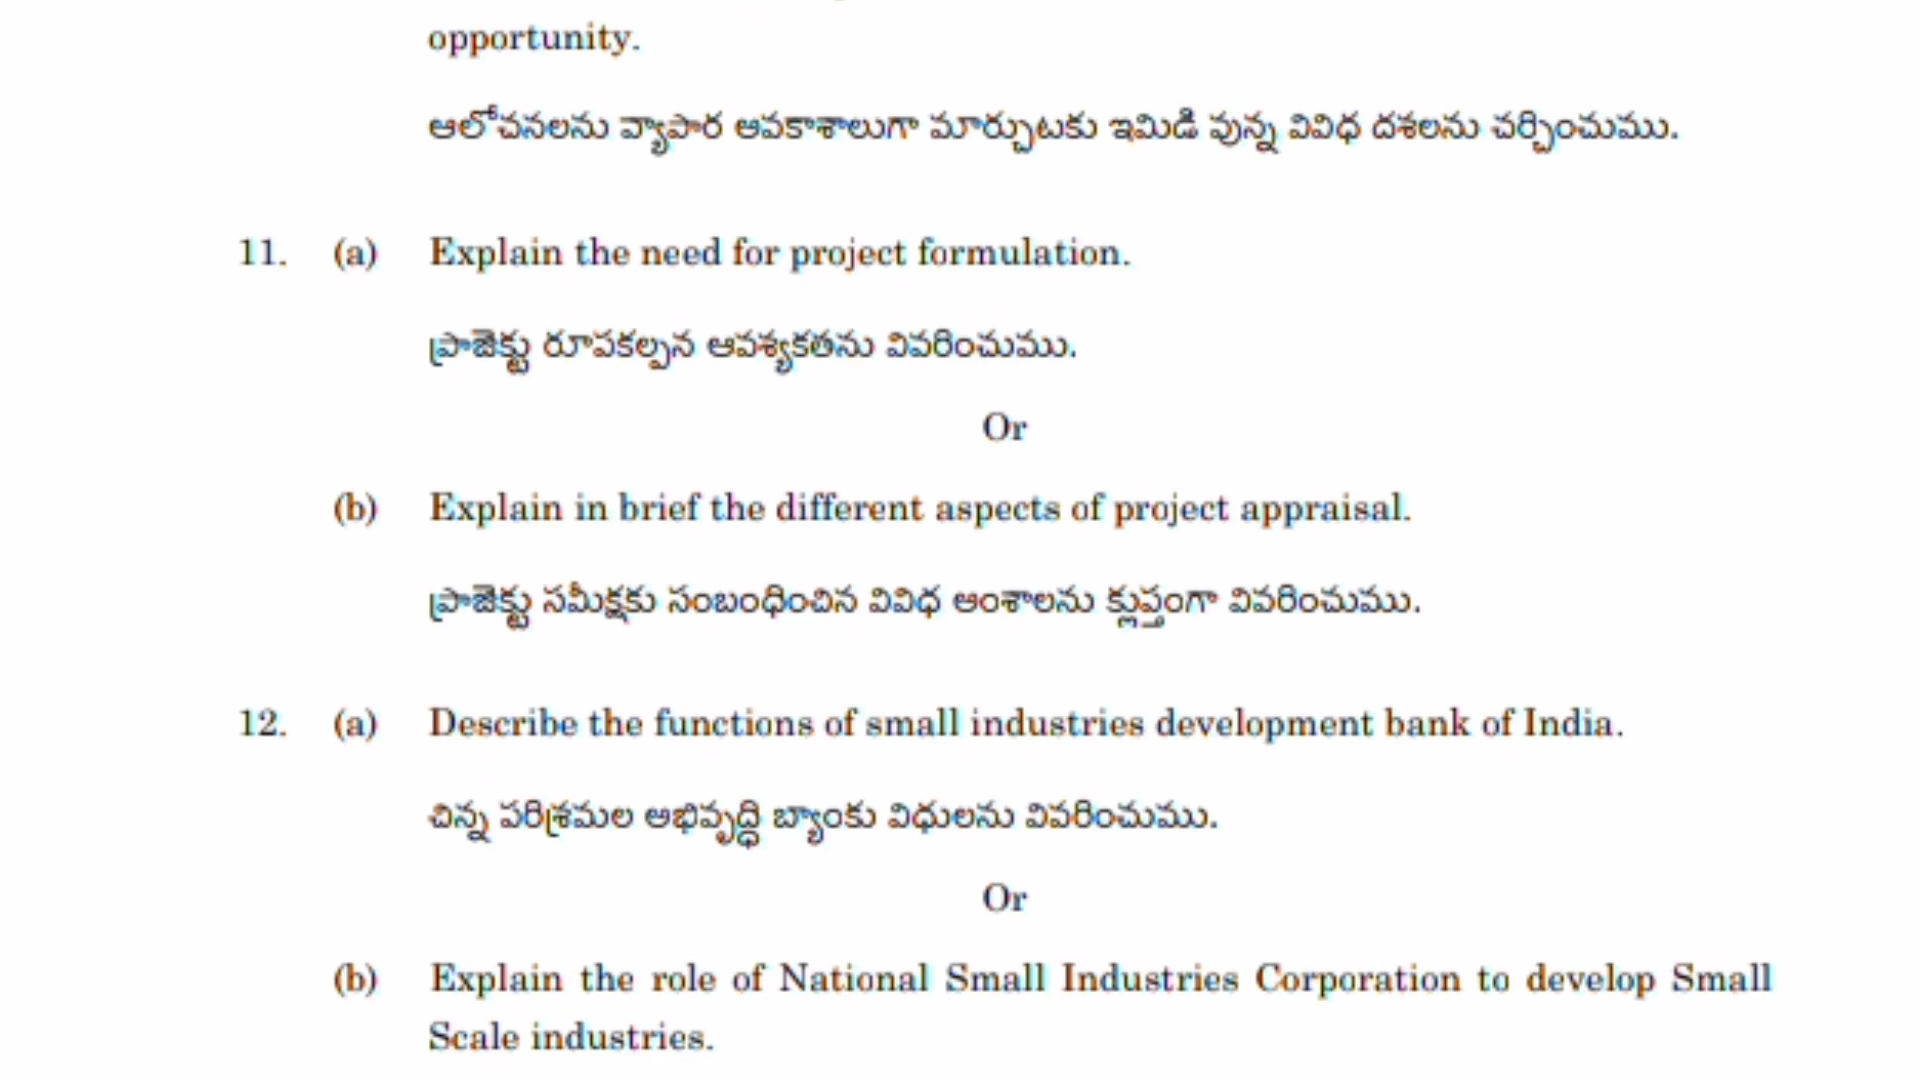 opportunity.
ఆలోచనలను వ్యాపార అవకాశాలుగా మార్చుటకు ఇమిడి వున్న వివిధ దశలను చర్చించుము.
11. (a) Explain the need for project formulation.
ప్రాజెక్టు రూపకల్పన ఆవశ్యకతను వివరించుము.
Or
(b) Explain in brief the different aspects of project appraisal.
ప్రాజెక్టు సమీక్షకు సంబంధించిన వివిధ అంశాలను క్లుప్తంగా వివరించుము.
12. (a) Describe the functions of small industries development bank of India.
చిన్న పరిశ్రమల అభివృద్ధి బ్యాంకు విధులను వివరించుము.
Or
(b) Explain the role of National Small Industries Corporation to develop Small
Scale industries.